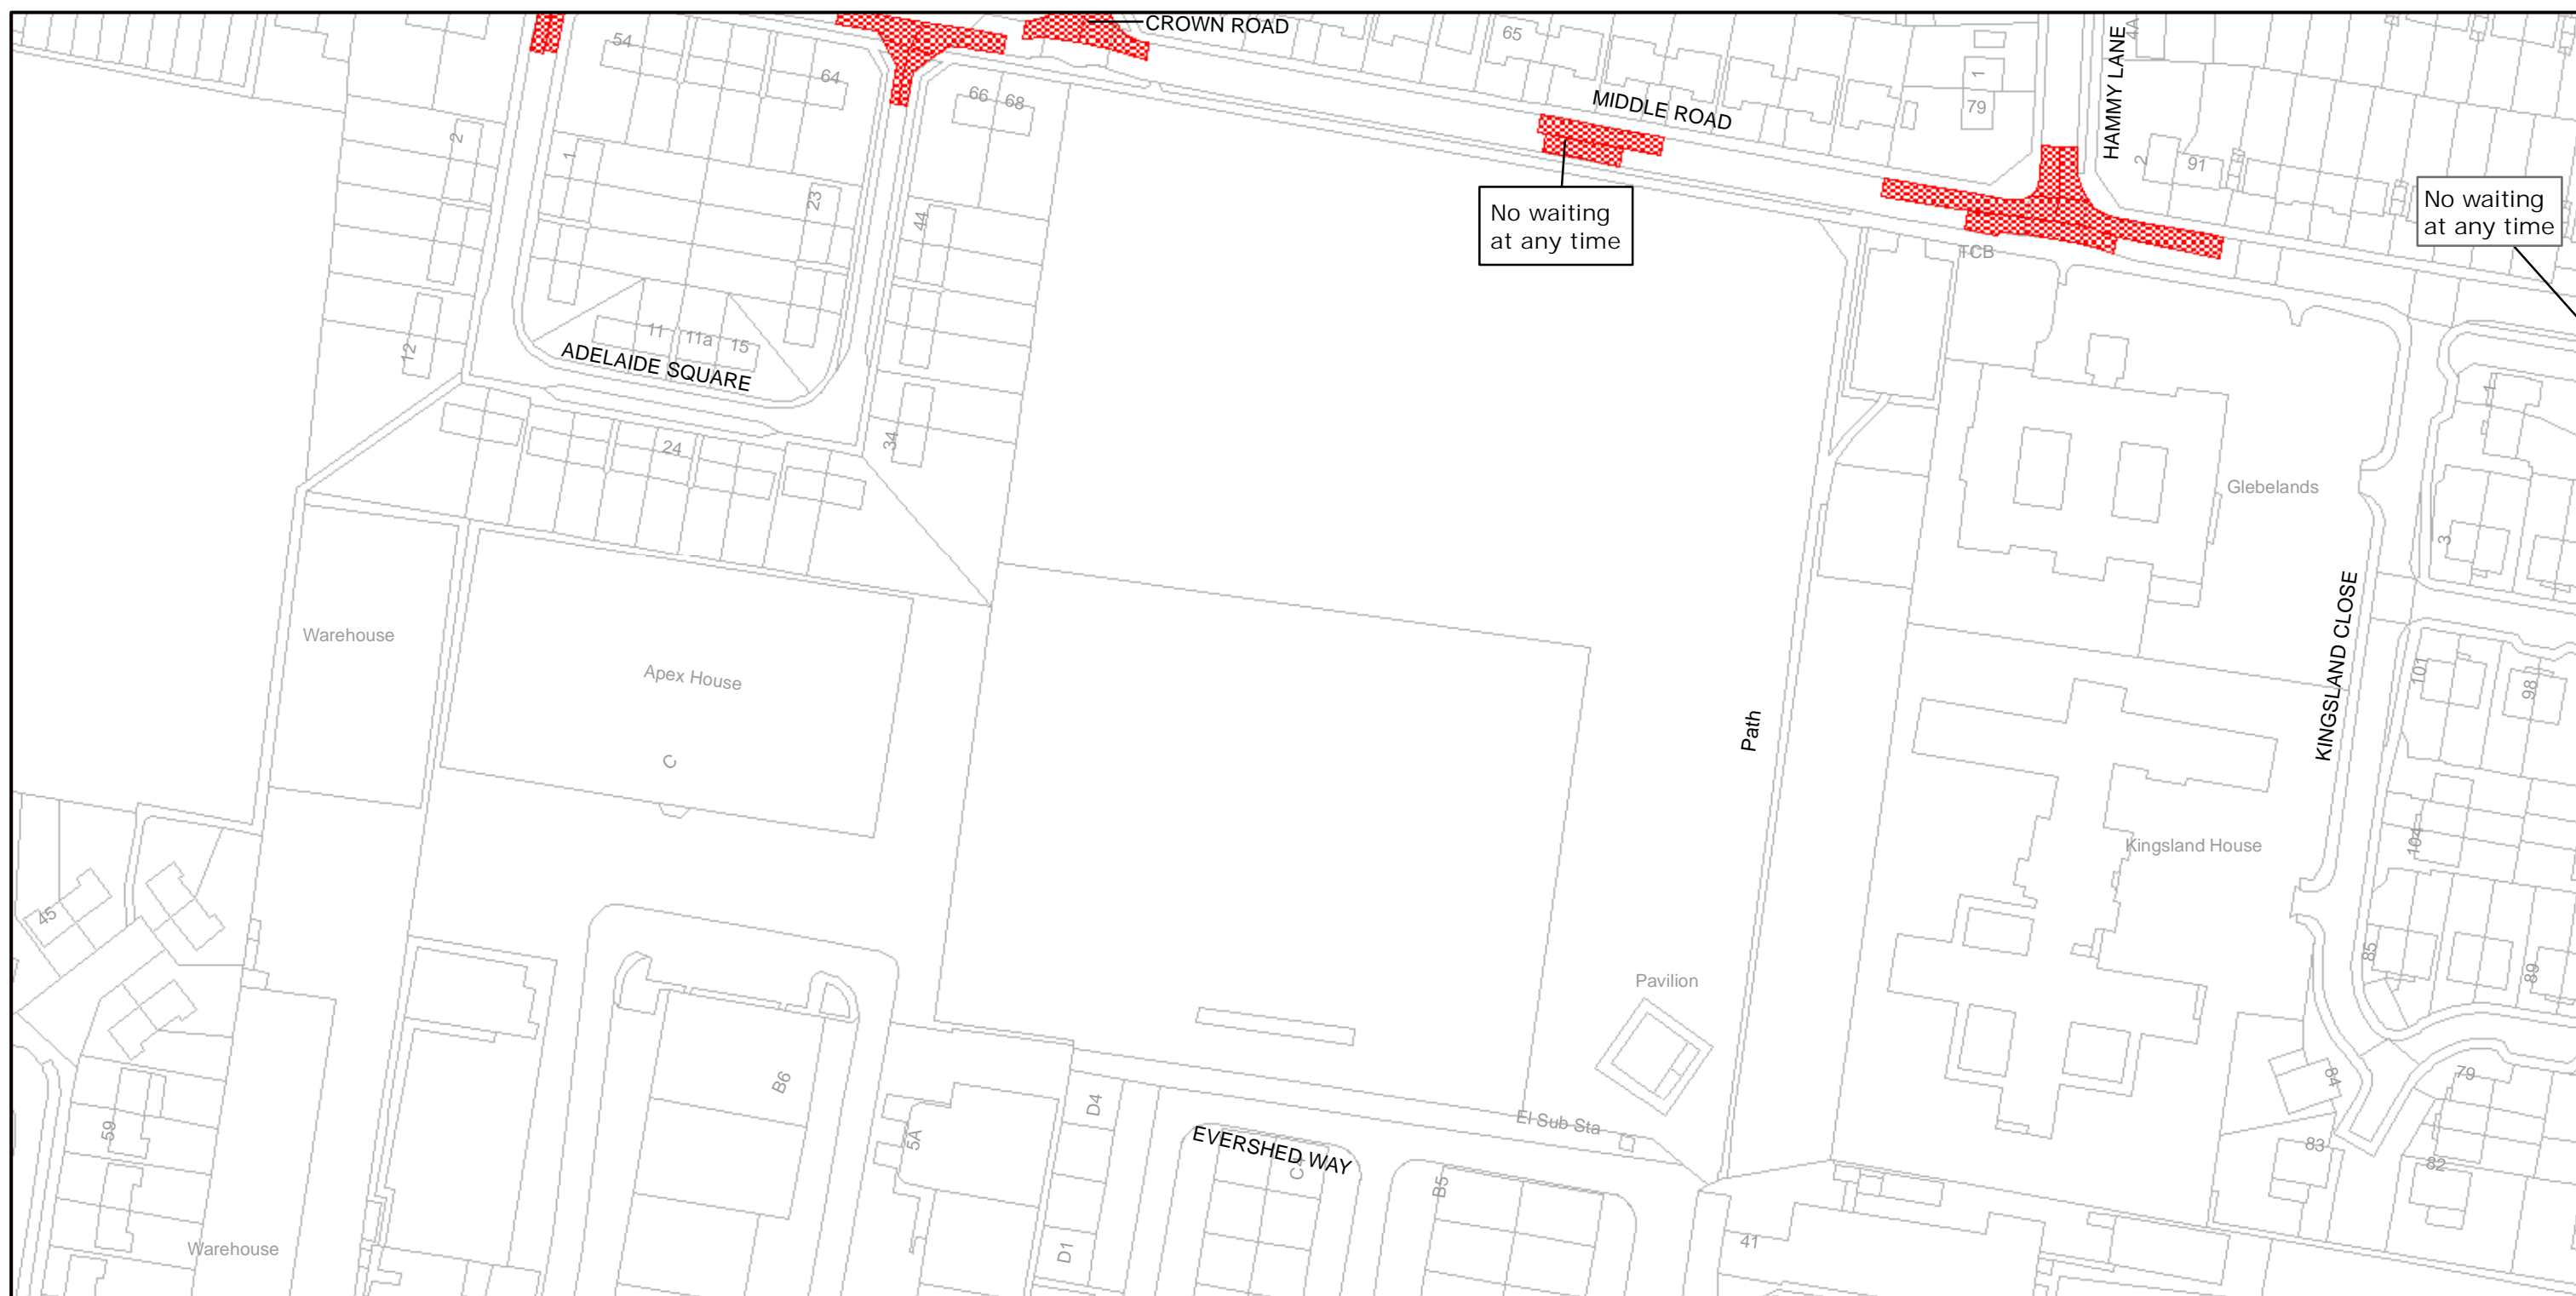 CROWN ROAD
54
65
4A
64
HAMMY LANE
1
66 68
MIDDLE ROAD
79
2
1
2
91
No waiting
at any time
23
No waiting
at any time
44
TCB
11 11a 15
12
ADELAIDE SQUARE
1
34
24
Glebelands
3
Warehouse
KINGSLAND CLOSE
Apex House
101
98
Path
C
104
Kingsland House
45
85
89
Pavilion
B6
79
84
D4
El Sub Sta
59
5A
EVERSHED WAY
83
C4
82
B5
Warehouse
D1
41